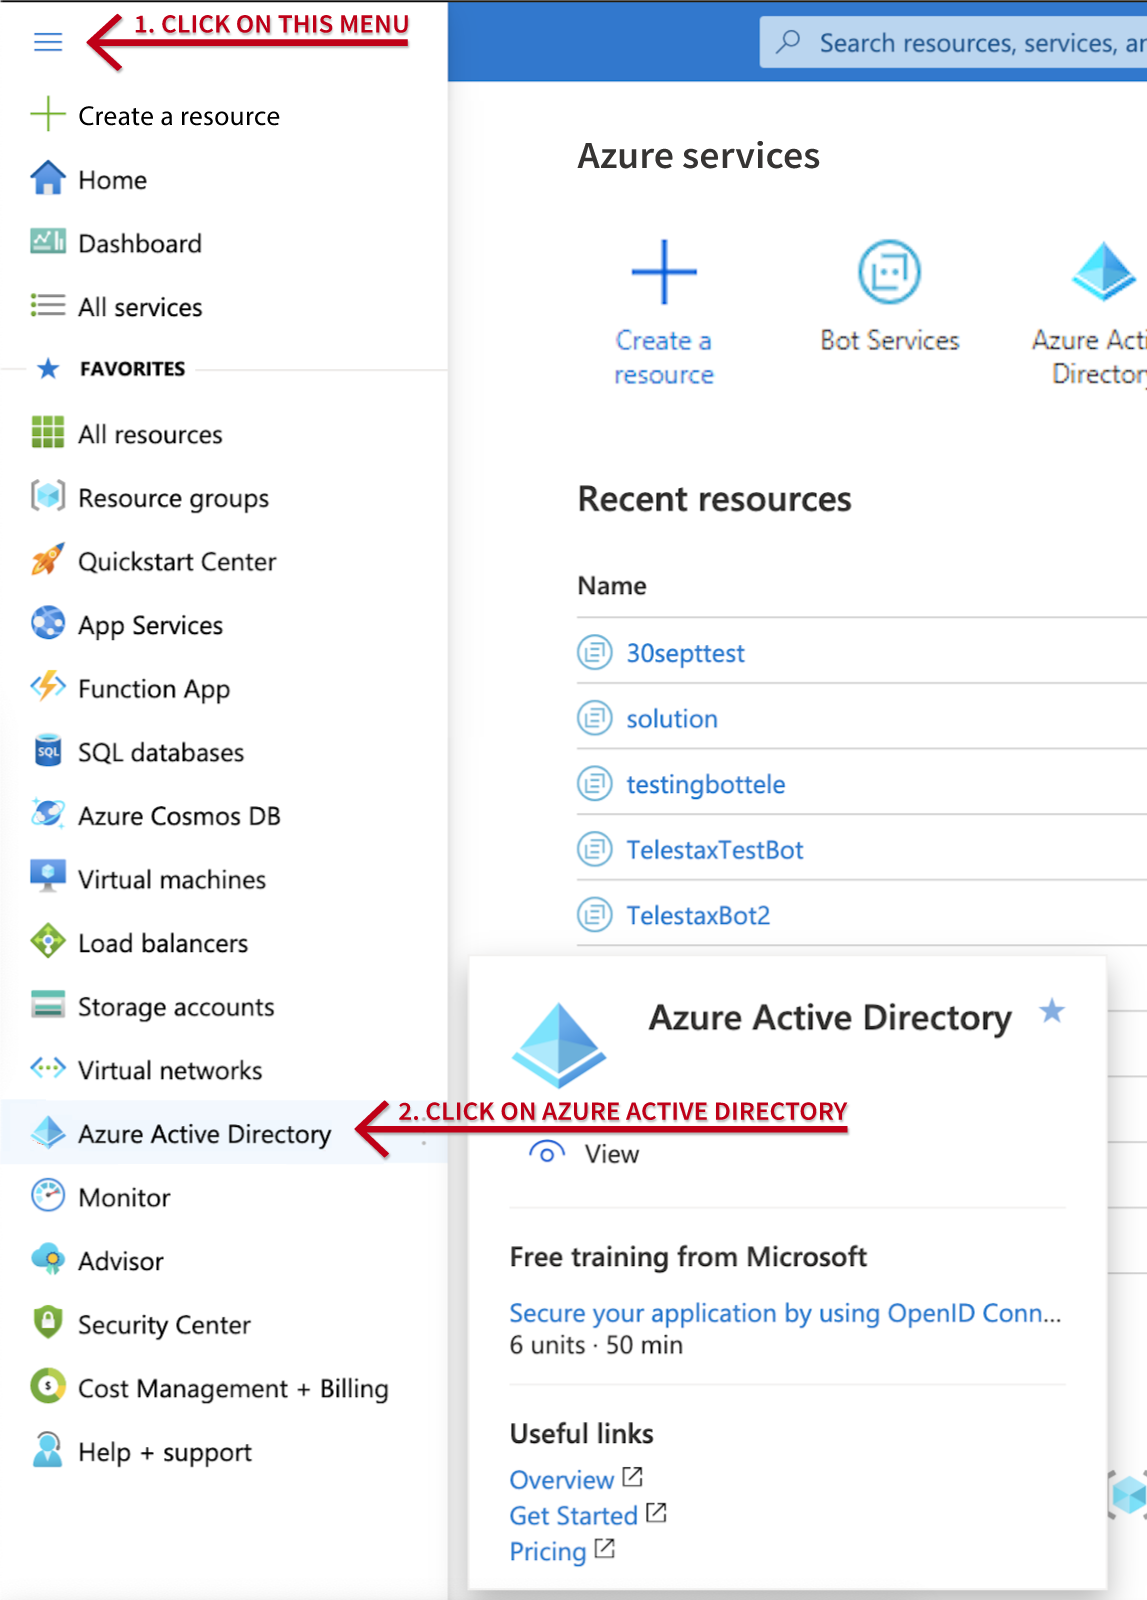 1. CLICK ON THIS MENU
Search resources, services, ar
Create a resource
Home
Dashboard
All services
FAVORITES
All resources
Resource groups
Quickstart Center
App Services
Function App
SQL
SQL databases
Azure Cosmos DB
Virtual machines
Load balancers
Storage accounts
Virtual networks
Azure Active Directory
Monitor
Advisor
Security Center
$
Cost Management + Billing
Help + support
Azure services
Create a
resource
Bot Services
Azure Acti
Directory
Recent resources
Name
30septtest
solution
testingbottele
TelestaxTestBot
TelestaxBot2
Azure Active Directory
2. CLICK ON AZURE ACTIVE DIRECTORY
View
Free training from Microsoft
Secure your application by using OpenID Conn...
6 units · 50 min
Useful links
Overview
Get Started
Pricing